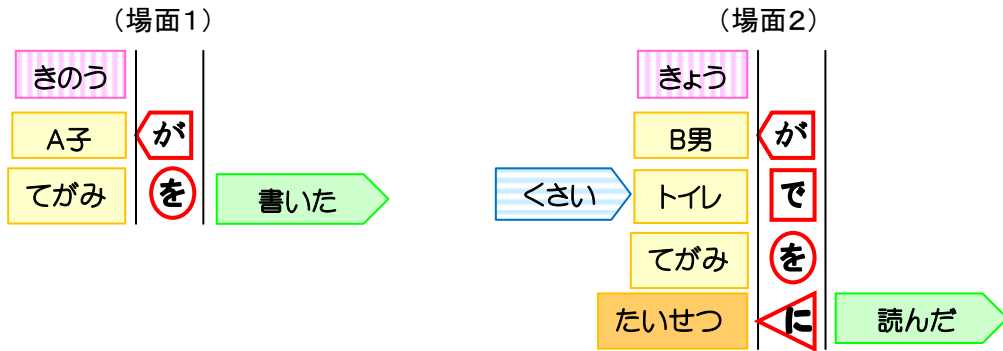 (場面1)
きのう
A子 が
てがみ を 書いた
(場面2)
きょう
B男 が
くさい トイレ で
てがみ を
たいせつ に 読んだ